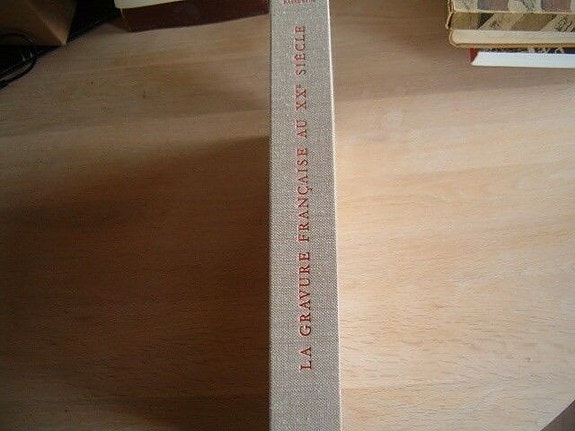 LA GRAVURE FRANÇAISE AU XXᵉ SIÈCLE